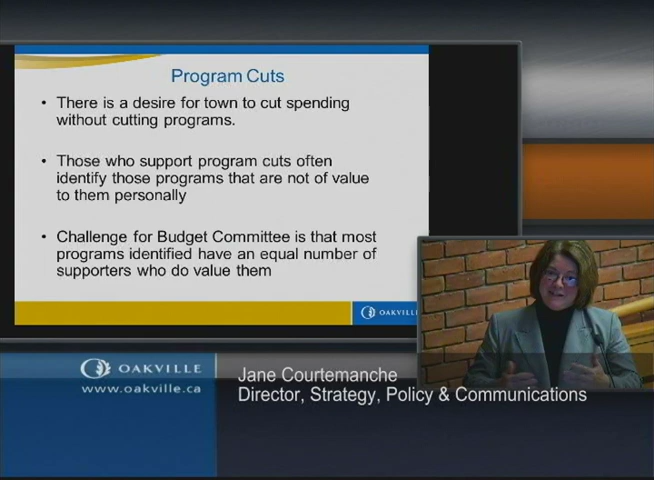 Program Cuts
• There is a desire for town to cut spending
without cutting programs.
• Those who support program cuts often
identify those programs that are not of value
to them personally
• Challenge for Budget Committee is that most
programs identified have an equal number of
supporters who do value them
OAKVILL
OAKVILLE
www.oakville.ca
Jane Courtemanche
Director, Strategy, Policy & Communications